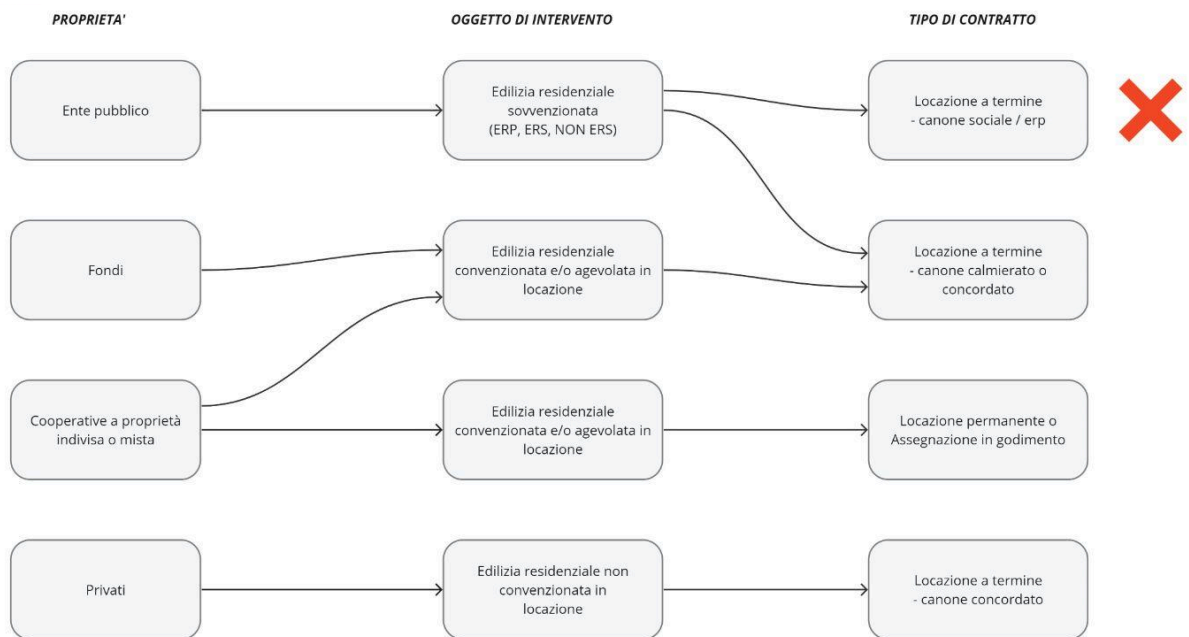 PROPRIETA'
OGGETTO DI INTERVENTO
TIPO DI CONTRATTO
Ente pubblico
Edilizia residenziale
sovvenzionata
(ERP, ERS, NON ERS)
Locazione a termine
- canone sociale / erp
Fondi
Edilizia residenziale
convenzionata e/o agevolata in
locazione
Locazione a termine
- canone calmierato o
concordato
Cooperative a proprietà
indivisa o mista
Edilizia residenziale
convenzionata e/o agevolata in
locazione
Locazione permanente o
Assegnazione in godimento
Privati
Edilizia residenziale non
convenzionata in
locazione
Locazione a termine
- canone concordato